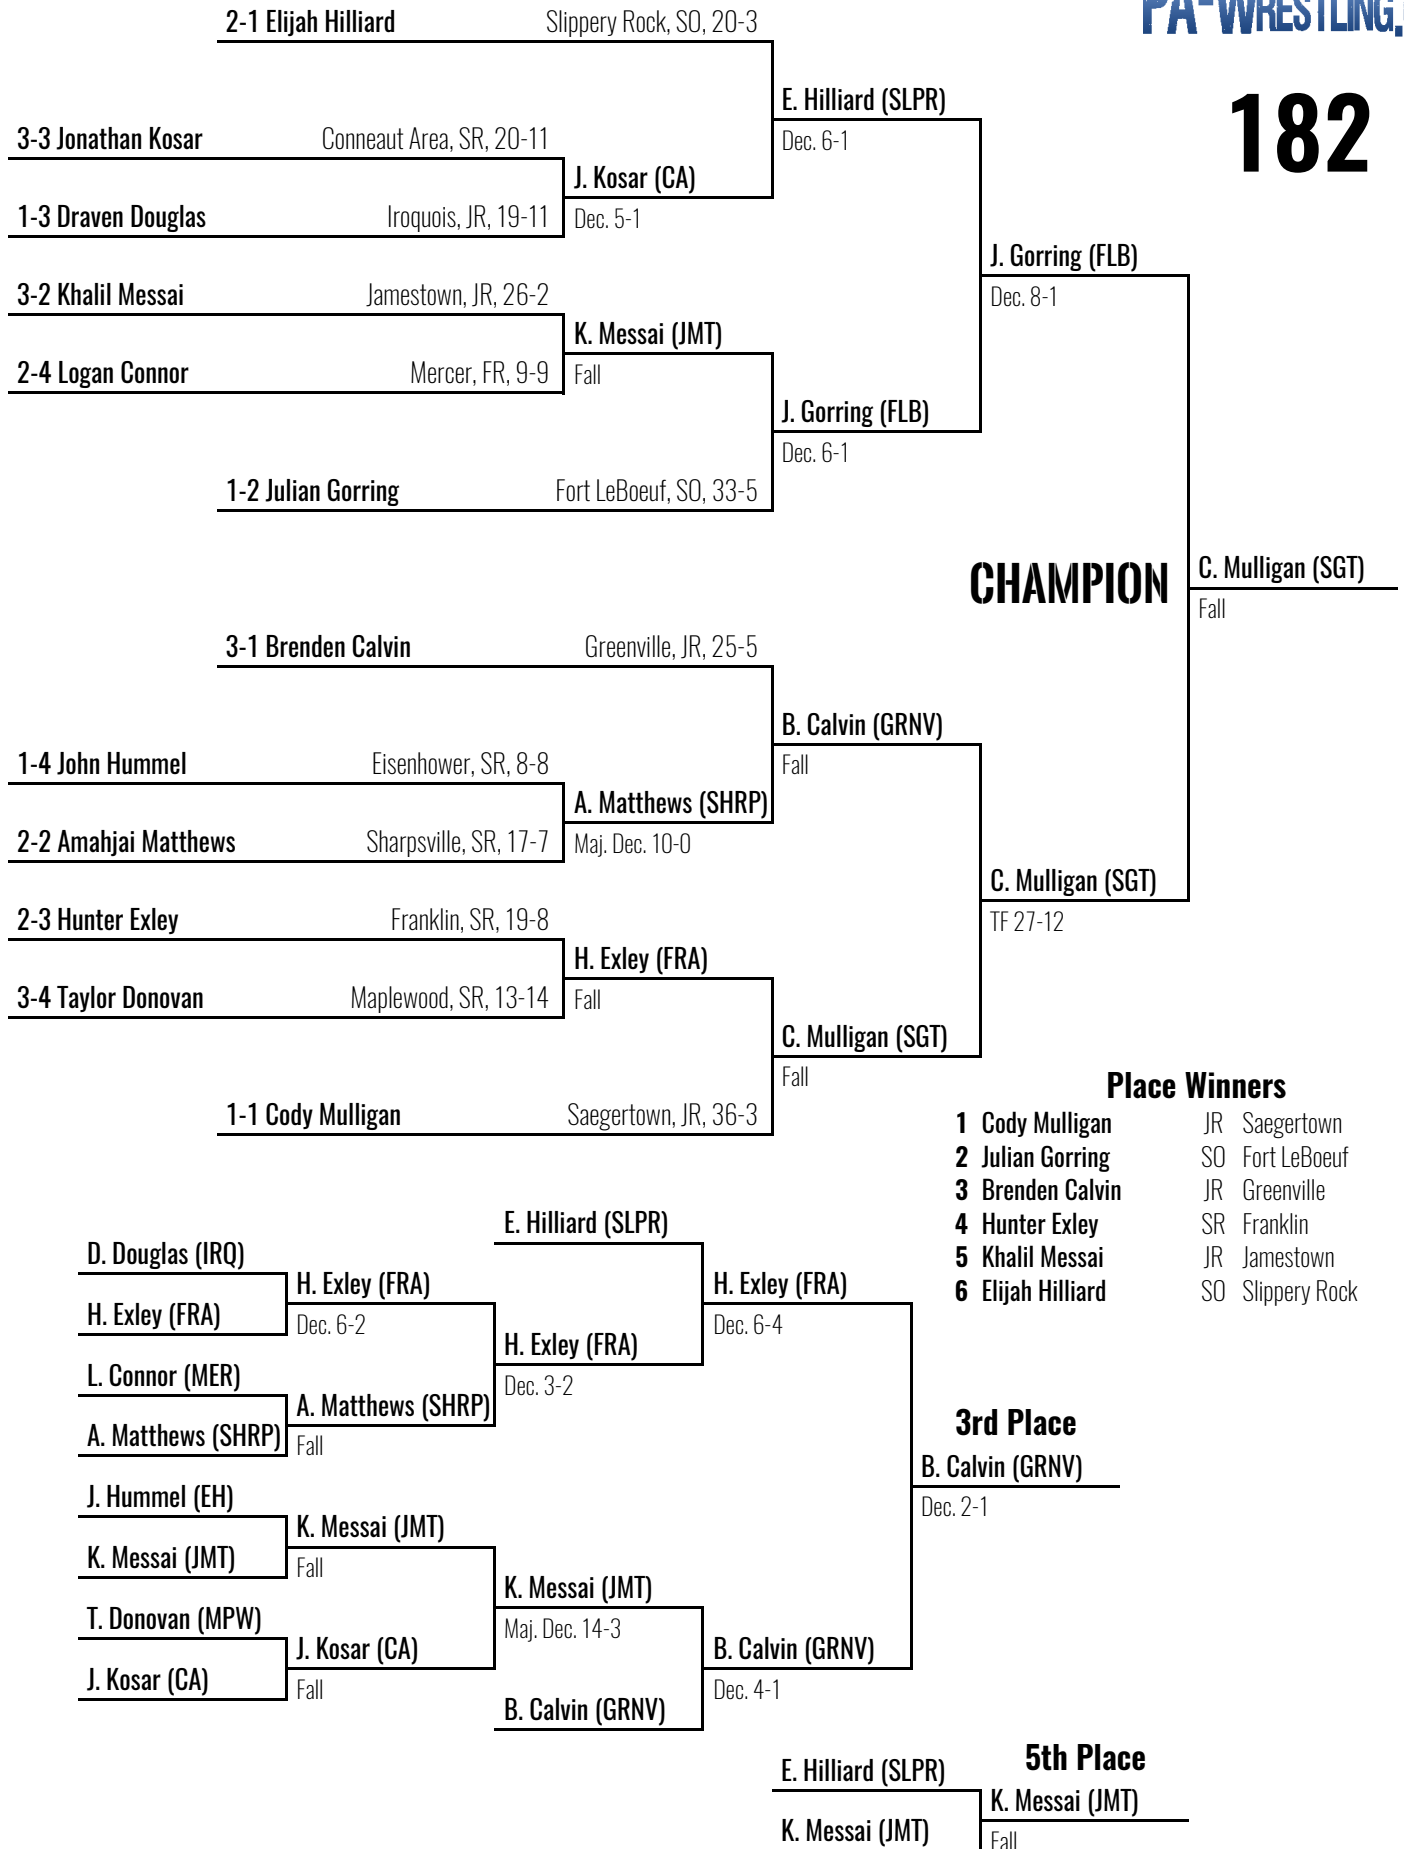 PA-WRESTLING.
182
2-1 Elijah Hilliard Slippery Rock, SO, 20-3
E. Hilliard (SLPR)
Dec. 6-1
3-3 Jonathan Kosar Conneaut Area, SR, 20-11
J. Kosar (CA)
Dec. 5-1
1-3 Draven Douglas Iroquois, JR, 19-11
J. Gorring (FLB)
Dec. 8-1
3-2 Khalil Messai Jamestown, JR, 26-2
K. Messai (JMT)
Fall
2-4 Logan Connor Mercer, FR, 9-9
J. Gorring (FLB)
Dec. 6-1
1-2 Julian Gorring Fort LeBoeuf, SO, 33-5
CHAMPION
C. Mulligan (SGT)
Fall
3-1 Brenden Calvin Greenville, JR, 25-5
B. Calvin (GRNV)
Fall
1-4 John Hummel Eisenhower, SR, 8-8
A. Matthews (SHRP)
Maj. Dec. 10-0
2-2 Amahjai Matthews Sharpsville, SR, 17-7
C. Mulligan (SGT)
TF 27-12
2-3 Hunter Exley Franklin, SR, 19-8
H. Exley (FRA)
Fall
3-4 Taylor Donovan Maplewood, SR, 13-14
C. Mulligan (SGT)
Fall
1-1 Cody Mulligan Saegertown, JR, 36-3
Place Winners
1 Cody Mulligan JR Saegertown
2 Julian Gorring SO Fort LeBoeuf
3 Brenden Calvin JR Greenville
4 Hunter Exley SR Franklin
5 Khalil Messai JR Jamestown
6 Elijah Hilliard SO Slippery Rock
E. Hilliard (SLPR)
D. Douglas (IRQ)
H. Exley (FRA)
Dec. 6-2
H. Exley (FRA)
H. Exley (FRA)
Dec. 6-4
H. Exley (FRA)
Dec. 3-2
L. Connor (MER)
A. Matthews (SHRP)
Fall
A. Matthews (SHRP)
3rd Place
B. Calvin (GRNV)
Dec. 2-1
J. Hummel (EH)
K. Messai (JMT)
Fall
K. Messai (JMT)
K. Messai (JMT)
Maj. Dec. 14-3
T. Donovan (MPW)
J. Kosar (CA)
Fall
J. Kosar (CA)
B. Calvin (GRNV)
Dec. 4-1
B. Calvin (GRNV)
5th Place
E. Hilliard (SLPR)
K. Messai (JMT)
Fall
K. Messai (JMT)